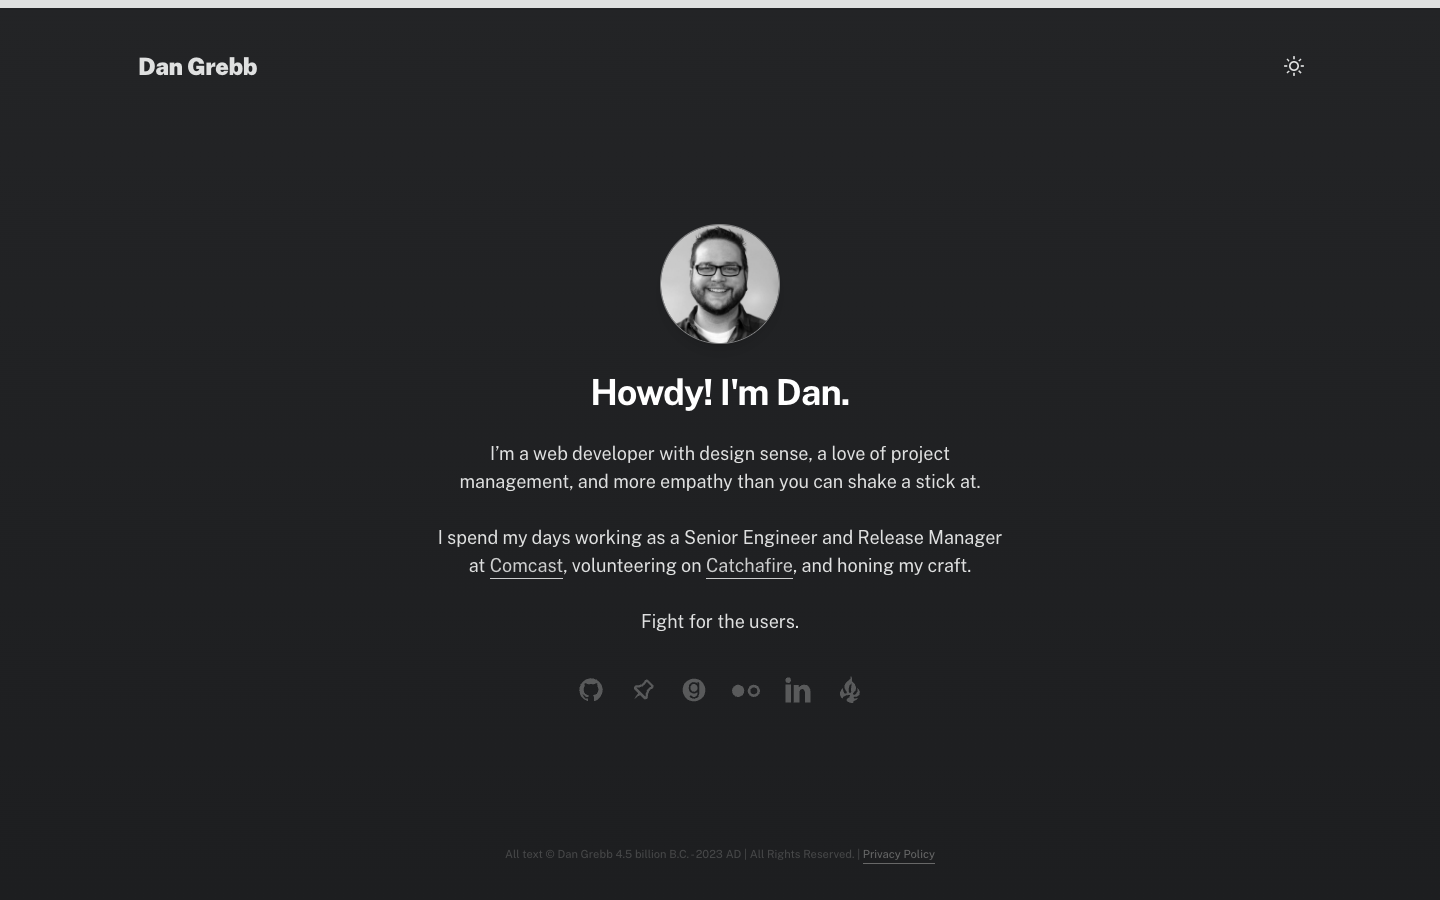 Dan Grebb
Howdy! I'm Dan.
I’m a web developer with design sense, a love of project
management, and more empathy than you can shake a stick at.
I spend my days working as a Senior Engineer and Release Manager
at Comcast, volunteering on Catchafire, and honing my craft.
Fight for the users.
All text © Dan Grebb 4.5 billion B.C. - 2023 AD | All Rights Reserved. | Privacy Policy